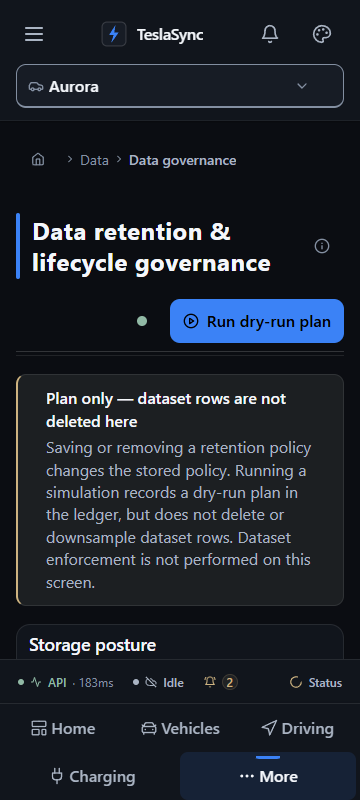 TeslaSync
Aurora
Data
Data governance
Data retention &
lifecycle governance
Run dry-run plan
Plan only — dataset rows are not
deleted here
Saving or removing a retention policy
changes the stored policy. Running a
simulation records a dry-run plan in
the ledger, but does not delete or
downsample dataset rows. Dataset
enforcement is not performed on this
screen.
Storage posture
API · 183ms
Idle
2
Status
Home
Vehicles
Driving
Charging
More